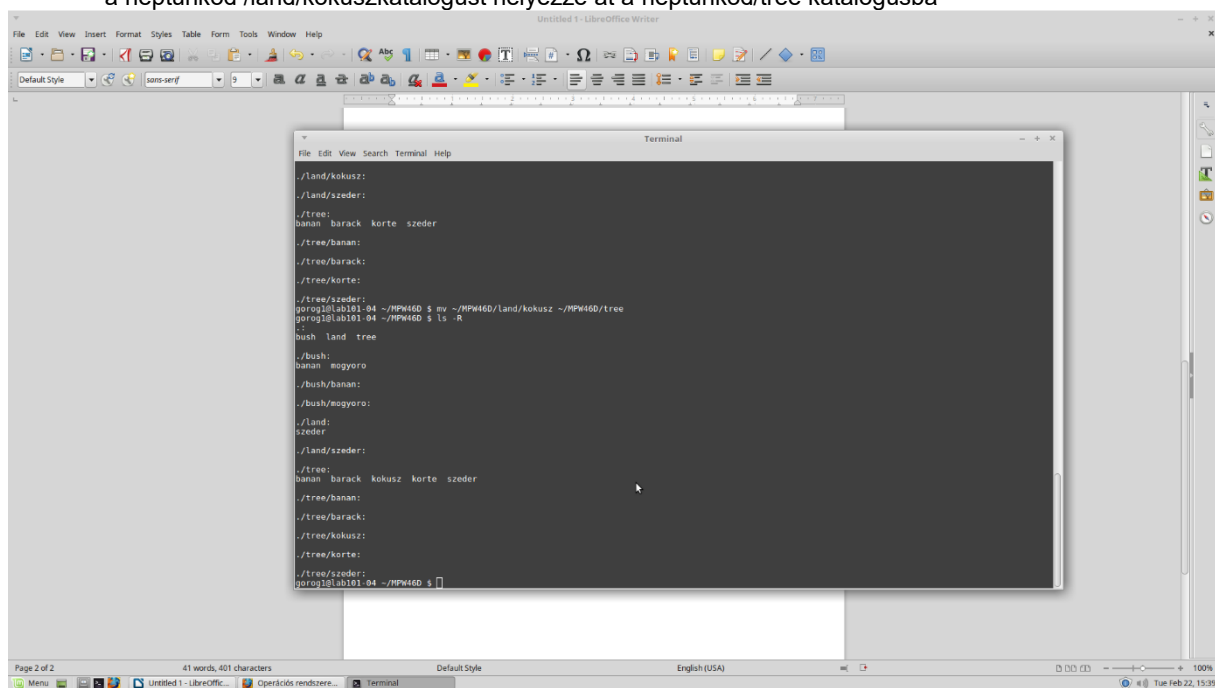 a neptunkod /land/kokuszkatalógust helyezze át a neptunkod/tree katalógusba
Untitled 1 - LibreOffice Writer
File Edit View Insert Format Styles Table Form Tools Window Help
Default Style sans-serif 9
Terminal
File Edit View Search Terminal Help
./land/kokusz:
./land/szeder:
./tree:
banan barack korte szeder
./tree/banan:
./tree/barack:
./tree/korte:
./tree/szeder:
gorog1@lab101-04 ~/MPW46D $ mv ~/MPW46D/land/kokusz ~/MPW46D/tree
gorog1@lab101-04 ~/MPW46D $ ls -R
.:
bush land tree
./bush:
banan mogyoro
./bush/banan:
./bush/mogyoro:
./land:
szeder
./land/szeder:
./tree:
banan barack kokusz korte szeder
./tree/banan:
./tree/barack:
./tree/kokusz:
./tree/korte:
./tree/szeder:
gorog1@lab101-04 ~/MPW46D $
Page 2 of 2 41 words, 401 characters Default Style English (USA) 100%
Menu Untitled 1 - LibreOffic... Operációs rendszere... Terminal Tue Feb 22, 15:39